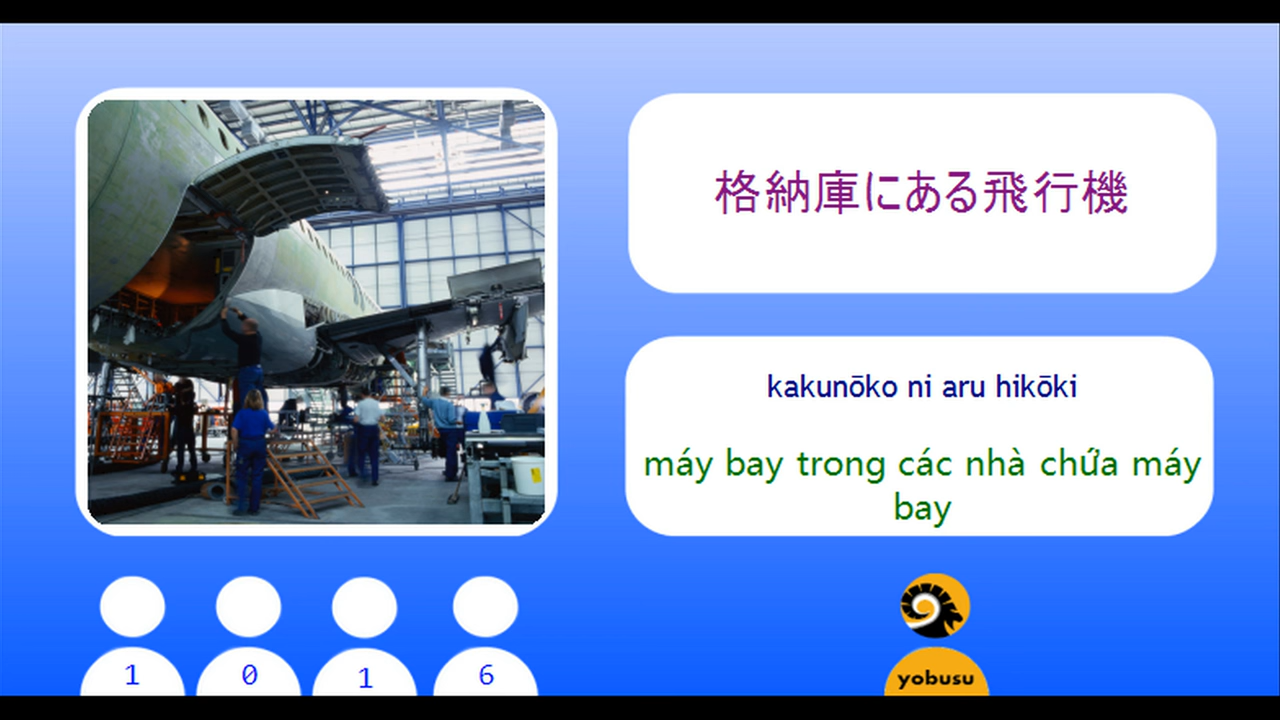 格納庫にある飛行機
kakunōko ni aru hikōki
máy bay trong các nhà chứa máy
bay
1 0 1 6
yobusu